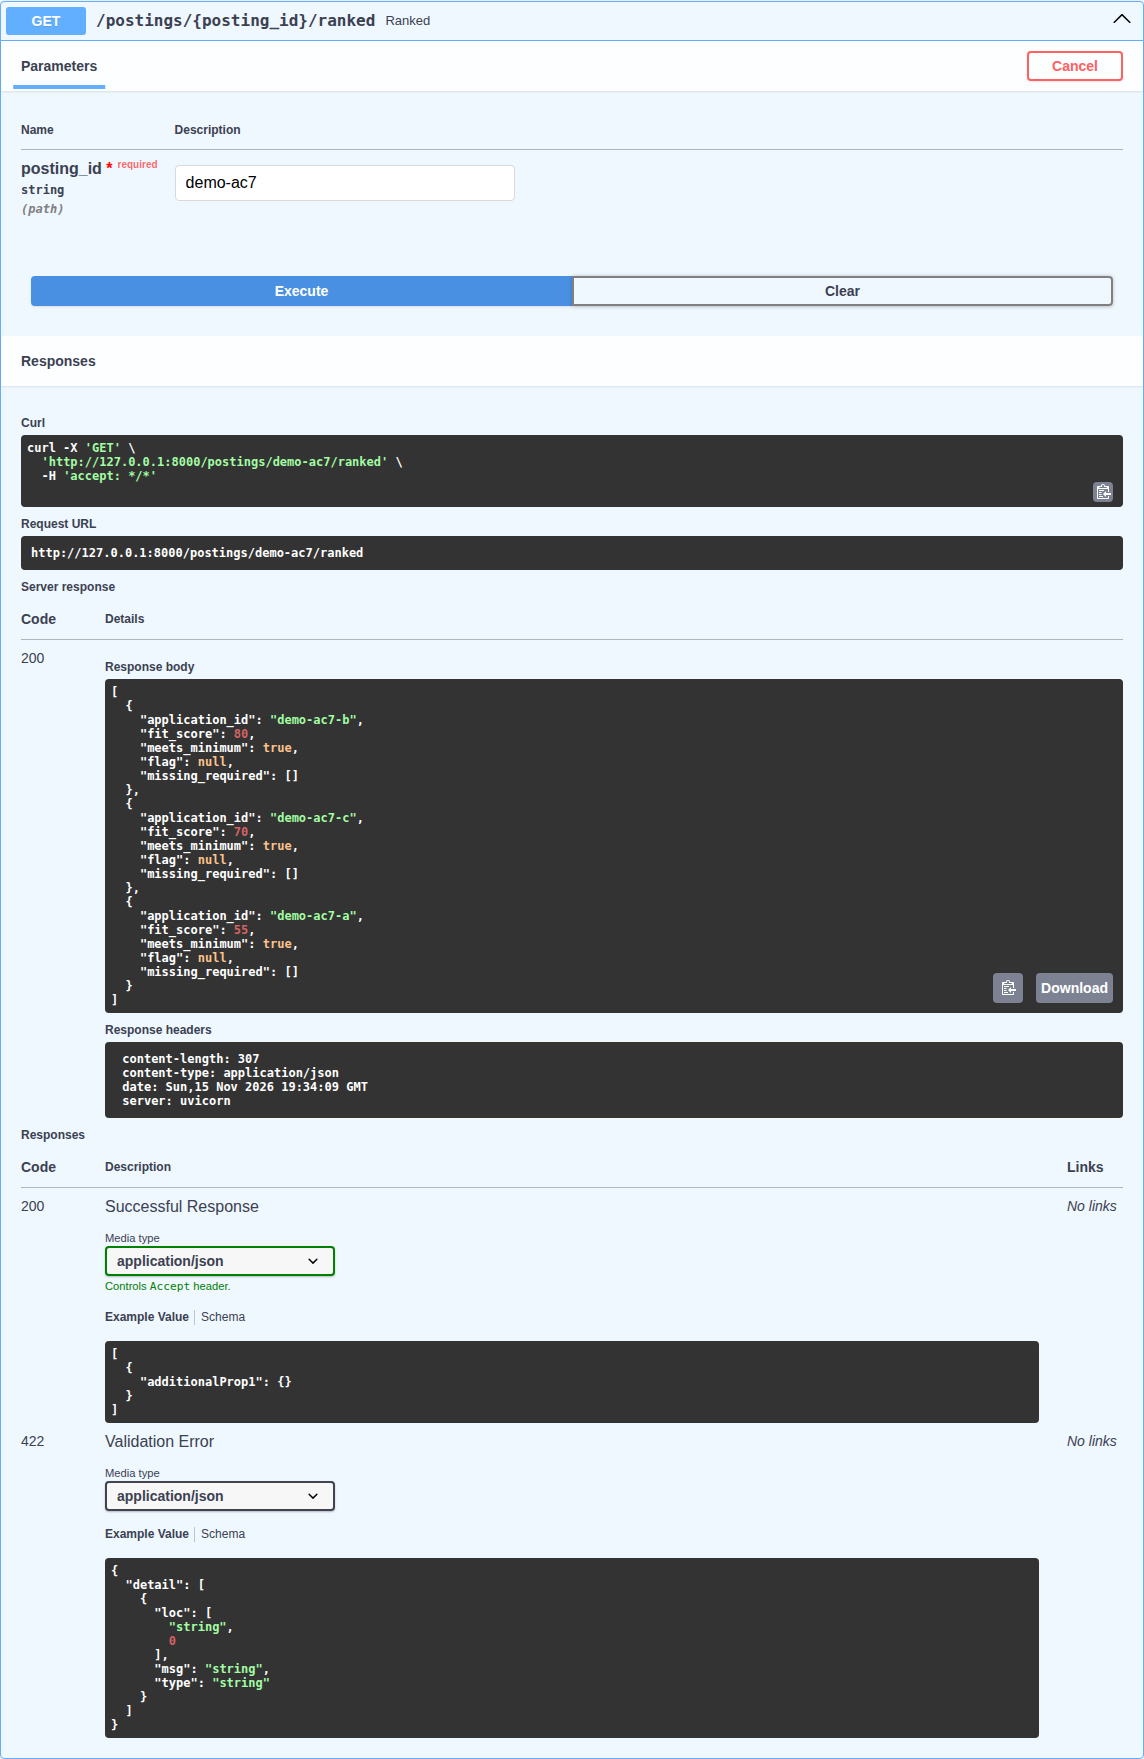 GET /postings/{posting_id}/ranked Ranked
Parameters
Cancel
Name Description
posting_id * required
string
(path)
demo-ac7
Execute Clear
Responses
Curl
curl -X 'GET' \
  'http://127.0.0.1:8000/postings/demo-ac7/ranked' \
  -H 'accept: */*'
Request URL
http://127.0.0.1:8000/postings/demo-ac7/ranked
Server response
Code Details
200
Response body
[
  {
    "application_id": "demo-ac7-b",
    "fit_score": 80,
    "meets_minimum": true,
    "flag": null,
    "missing_required": []
  },
  {
    "application_id": "demo-ac7-c",
    "fit_score": 70,
    "meets_minimum": true,
    "flag": null,
    "missing_required": []
  },
  {
    "application_id": "demo-ac7-a",
    "fit_score": 55,
    "meets_minimum": true,
    "flag": null,
    "missing_required": []
  }
]
Download
Response headers
content-length: 307
content-type: application/json
date: Sun,15 Nov 2026 19:34:09 GMT
server: uvicorn
Responses
Code Description Links
200 Successful Response No links
Media type
application/json
Controls Accept header.
Example Value Schema
[
  {
    "additionalProp1": {}
  }
]
422 Validation Error No links
Media type
application/json
Example Value Schema
{
  "detail": [
    {
      "loc": [
        "string",
        0
      ],
      "msg": "string",
      "type": "string"
    }
  ]
}